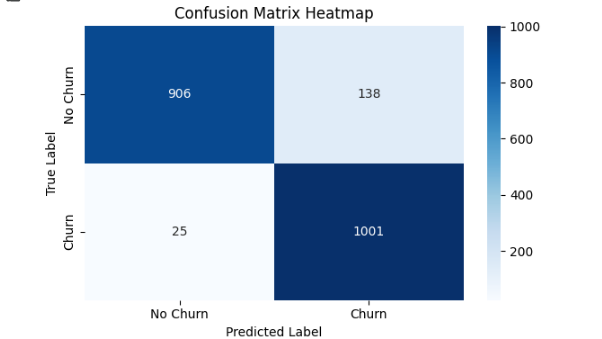 Confusion Matrix Heatmap
No Churn
906
138
Churn
25
1001
True Label
No Churn
Churn
Predicted Label
1000
800
600
400
200